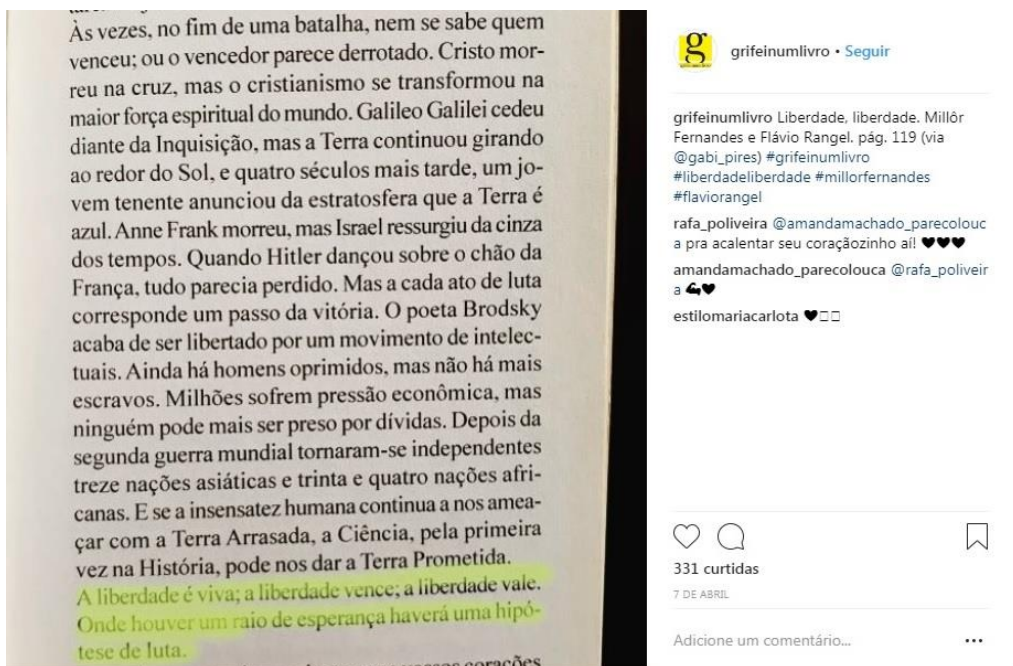 Às vezes, no fim de uma batalha, nem se sabe quem
venceu; ou o vencedor parece derrotado. Cristo mor-
reu na cruz, mas o cristianismo se transformou na
maior força espiritual do mundo. Galileo Galilei cedeu
diante da Inquisição, mas a Terra continuou girando
ao redor do Sol, e quatro séculos mais tarde, um jo-
vem tenente anunciou da estratosfera que a Terra é
azul. Anne Frank morreu, mas Israel ressurgiu da cinza
dos tempos. Quando Hitler dançou sobre o chão da
França, tudo parecia perdido. Mas a cada ato de luta
corresponde um passo da vitória. O poeta Brodsky
acaba de ser libertado por um movimento de intelec-
tuais. Ainda há homens oprimidos, mas não há mais
escravos. Milhões sofrem pressão econômica, mas
ninguém pode mais ser preso por dívidas. Depois da
segunda guerra mundial tornaram-se independentes
treze nações asiáticas e trinta e quatro nações afri-
canas. E se a insensatez humana continua a nos amea-
çar com a Terra Arrasada, a Ciência, pela primeira
vez na História, pode nos dar a Terra Prometida.
A liberdade é viva; a liberdade vence; a liberdade vale.
Onde houver um raio de esperança haverá uma hipó-
tese de luta.
corações
g
grifeinumlivro • Seguir
grifeinumlivro Liberdade, liberdade. Millôr
Fernandes e Flávio Rangel. pág. 119 (via
@gabi_pires) #grifeinumlivro
#liberdadeliberdade #millorfernandes
#flaviorangel
rafa_poliveira @amandamachado_parecolouc
a pra acalentar seu coraçãozinho aí! ♥♥♥
amandamachado_parecolouca @rafa_poliveir
a 💪♥
estilomariacarlota ♥
331 curtidas
7 DE ABRIL
Adicione um comentário...